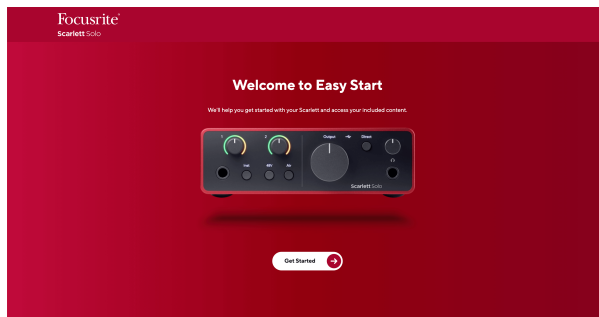 Focusrite®
Scarlett Solo
Welcome to Easy Start
We'll help you get started with your Scarlett and access your included content.
1
2
Output
Direct
Inst
48V
Air
Scarlett Solo
Get Started